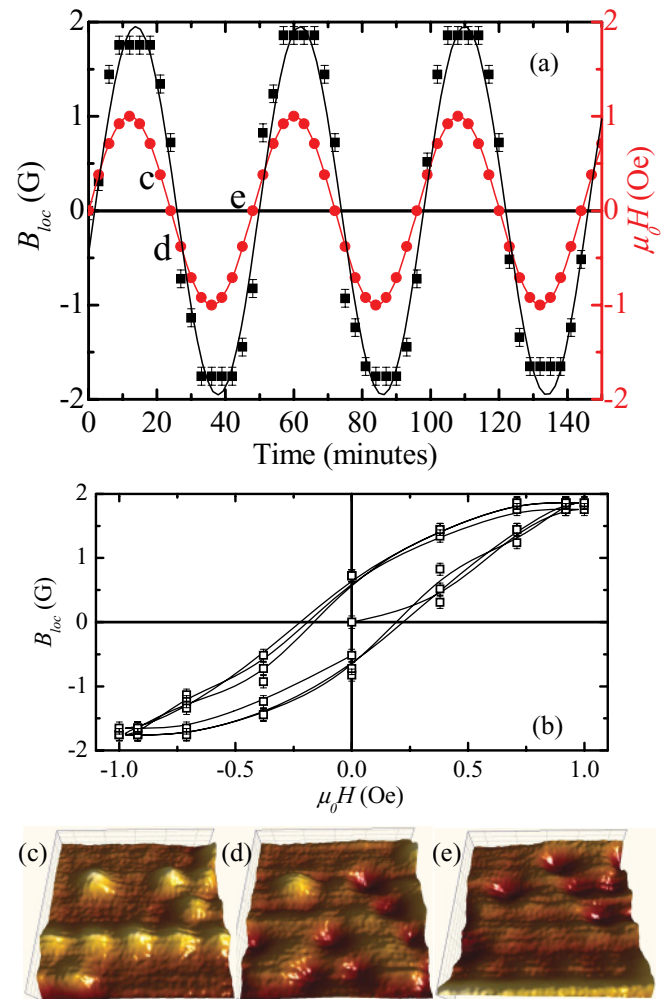 2
2
(a)
1
1
B_loc (G)
c
e
μ₀H (Oe)
0
0
d
-1
-1
-2
-2
0 20 40 60 80 100 120 140
Time (minutes)
2
1
B_loc (G)
0
-1
(b)
-2
-1.0 -0.5 0.0 0.5 1.0
μ₀H (Oe)
(c) (d) (e)